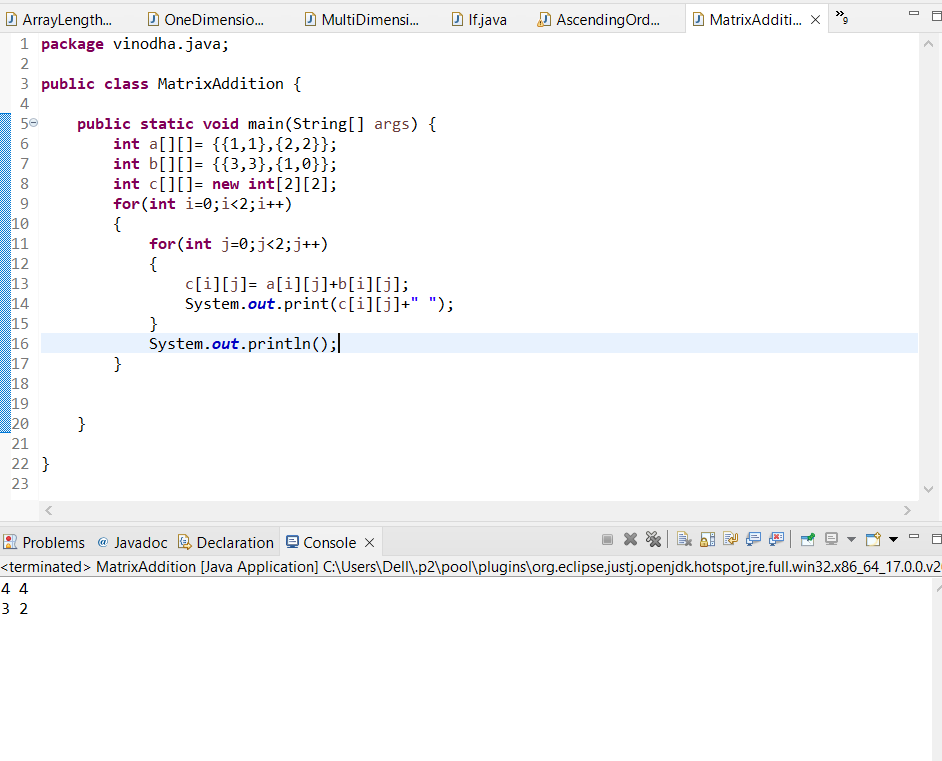 ArrayLength... OneDimensio... MultiDimensi... If.java AscendingOrd... MatrixAdditi... » 9
1 package vinodha.java;
2
3 public class MatrixAddition {
4
5 public static void main(String[] args) {
6 int a[][]= {{1,1},{2,2}};
7 int b[][]= {{3,3},{1,0}};
8 int c[][]= new int[2][2];
9 for(int i=0;i<2;i++)
10 {
11 for(int j=0;j<2;j++)
12 {
13 c[i][j]= a[i][j]+b[i][j];
14 System.out.print(c[i][j]+" ");
15 }
16 System.out.println();
17 }
18
19
20 }
21
22 }
23
Problems @ Javadoc Declaration Console
<terminated> MatrixAddition [Java Application] C:\Users\Dell\.p2\pool\plugins\org.eclipse.justj.openjdk.hotspot.jre.full.win32.x86_64_17.0.0.v2
4 4
3 2